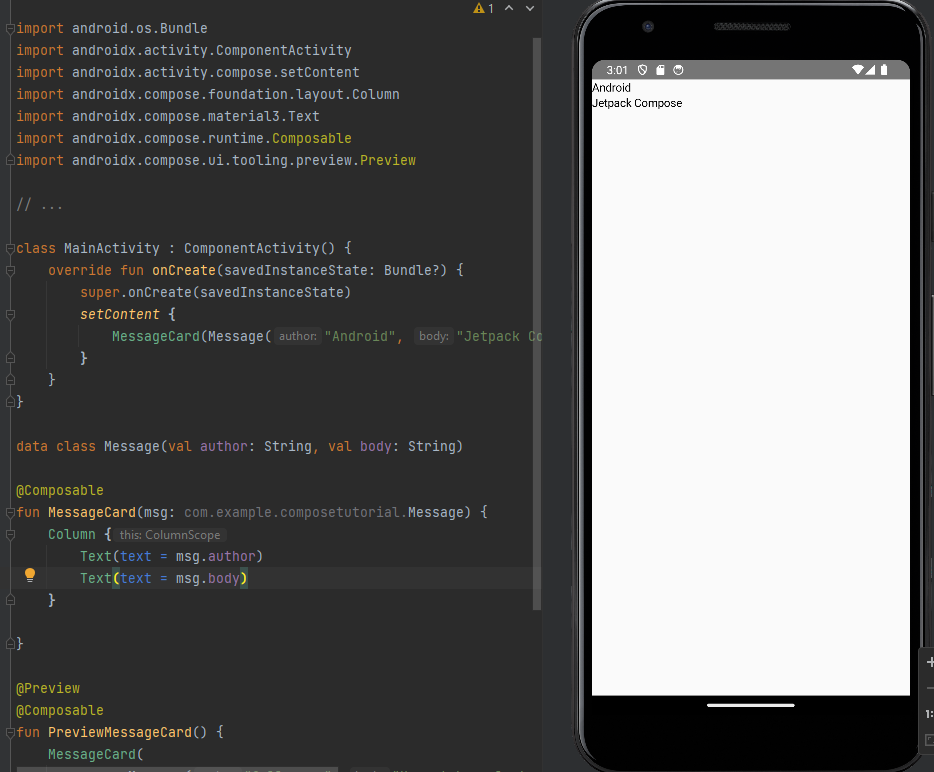 1
import android.os.Bundle
import androidx.activity.ComponentActivity
import androidx.activity.compose.setContent
import androidx.compose.foundation.layout.Column
import androidx.compose.material3.Text
import androidx.compose.runtime.Composable
import androidx.compose.ui.tooling.preview.Preview
// ...
class MainActivity : ComponentActivity() {
override fun onCreate(savedInstanceState: Bundle?) {
super.onCreate(savedInstanceState)
setContent {
MessageCard(Message( author: "Android", body: "Jetpack Co
}
}
}
data class Message(val author: String, val body: String)
@Composable
fun MessageCard(msg: com.example.composetutorial.Message) {
Column { this: ColumnScope
Text(text = msg.author)
Text(text = msg.body)
}
}
@Preview
@Composable
fun PreviewMessageCard() {
MessageCard(
3:01
Android
Jetpack Compose
1: